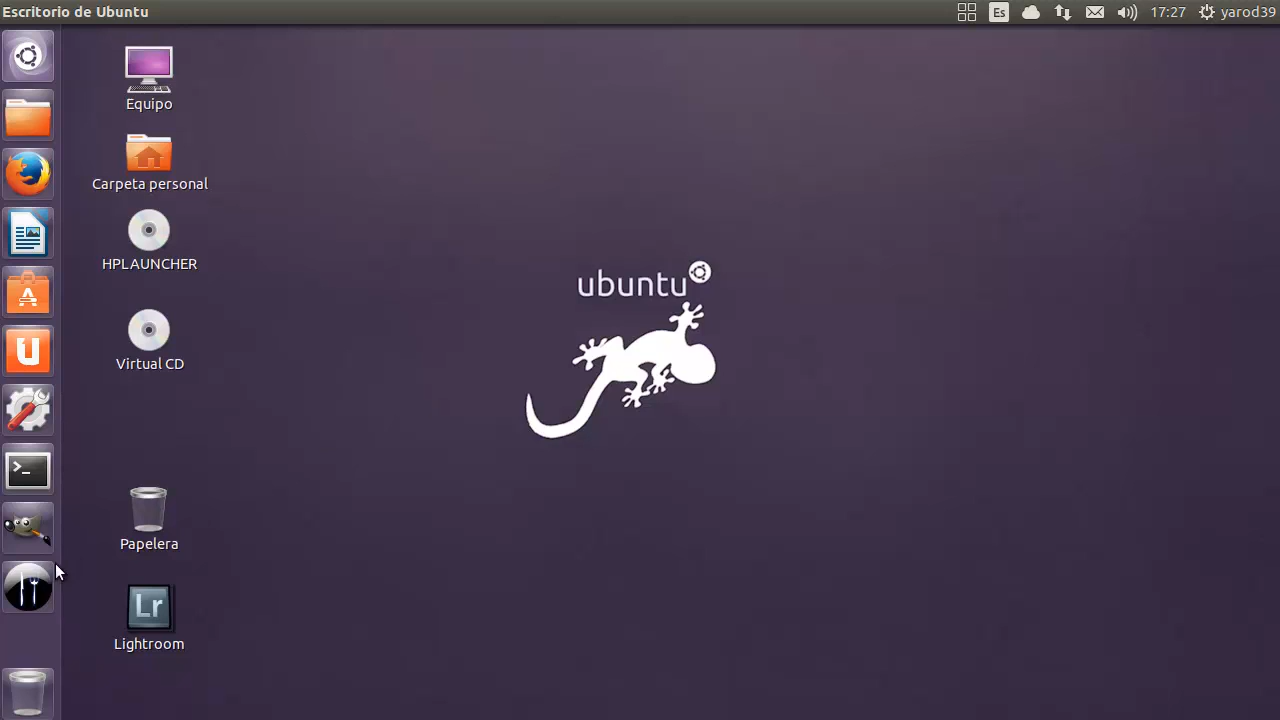 Escritorio de Ubuntu
Es
17:27
yarod39
Equipo
Carpeta personal
HPLAUNCHER
Virtual CD
Papelera
Lr
Lightroom
ubuntu